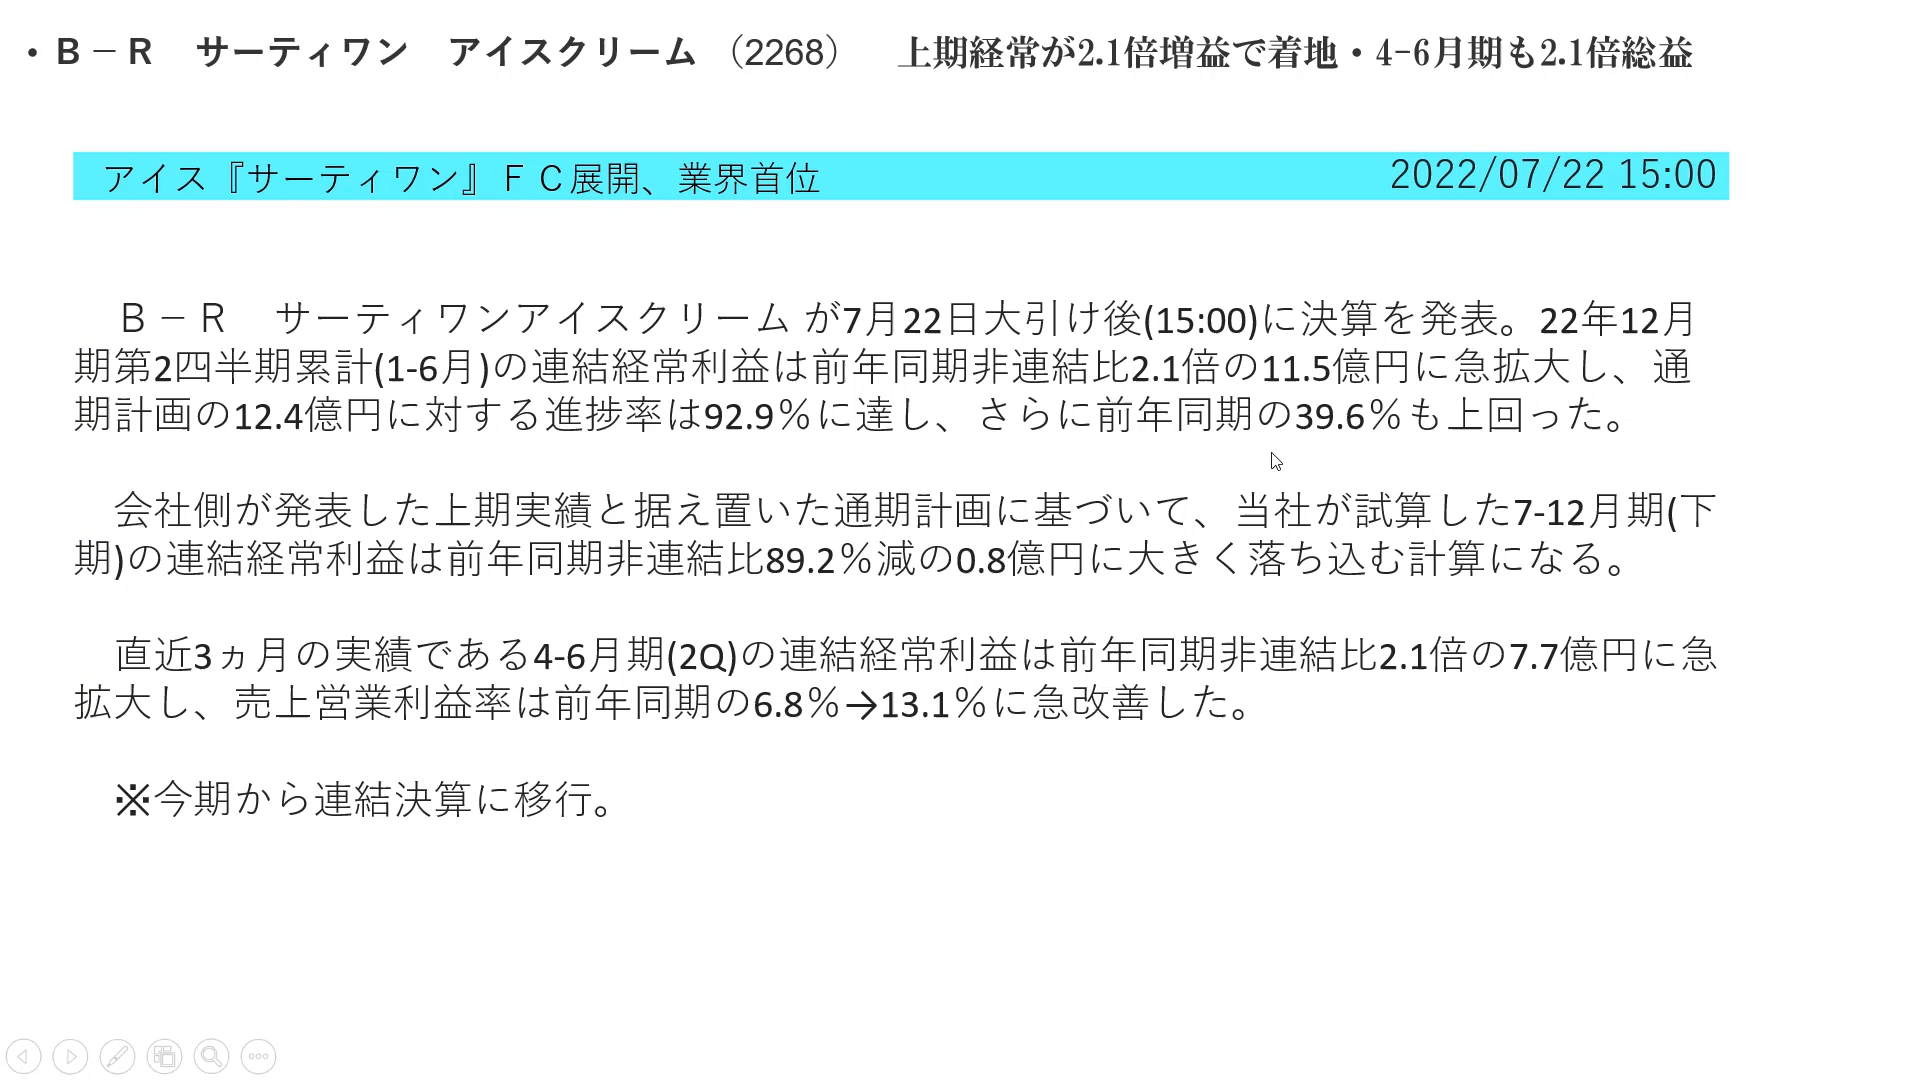 ・Ｂ－Ｒ　サーティワン　アイスクリーム （2268）　上期経常が2.1倍増益で着地・4-6月期も2.1倍総益
アイス『サーティワン』ＦＣ展開、業界首位 2022/07/22 15:00
Ｂ－Ｒ　サーティワンアイスクリーム が7月22日大引け後(15:00)に決算を発表。22年12月
期第2四半期累計(1-6月)の連結経常利益は前年同期非連結比2.1倍の11.5億円に急拡大し、通
期計画の12.4億円に対する進捗率は92.9％に達し、さらに前年同期の39.6％も上回った。
会社側が発表した上期実績と据え置いた通期計画に基づいて、当社が試算した7-12月期(下
期)の連結経常利益は前年同期非連結比89.2％減の0.8億円に大きく落ち込む計算になる。
直近3ヵ月の実績である4-6月期(2Q)の連結経常利益は前年同期非連結比2.1倍の7.7億円に急
拡大し、売上営業利益率は前年同期の6.8％→13.1％に急改善した。
※今期から連結決算に移行。